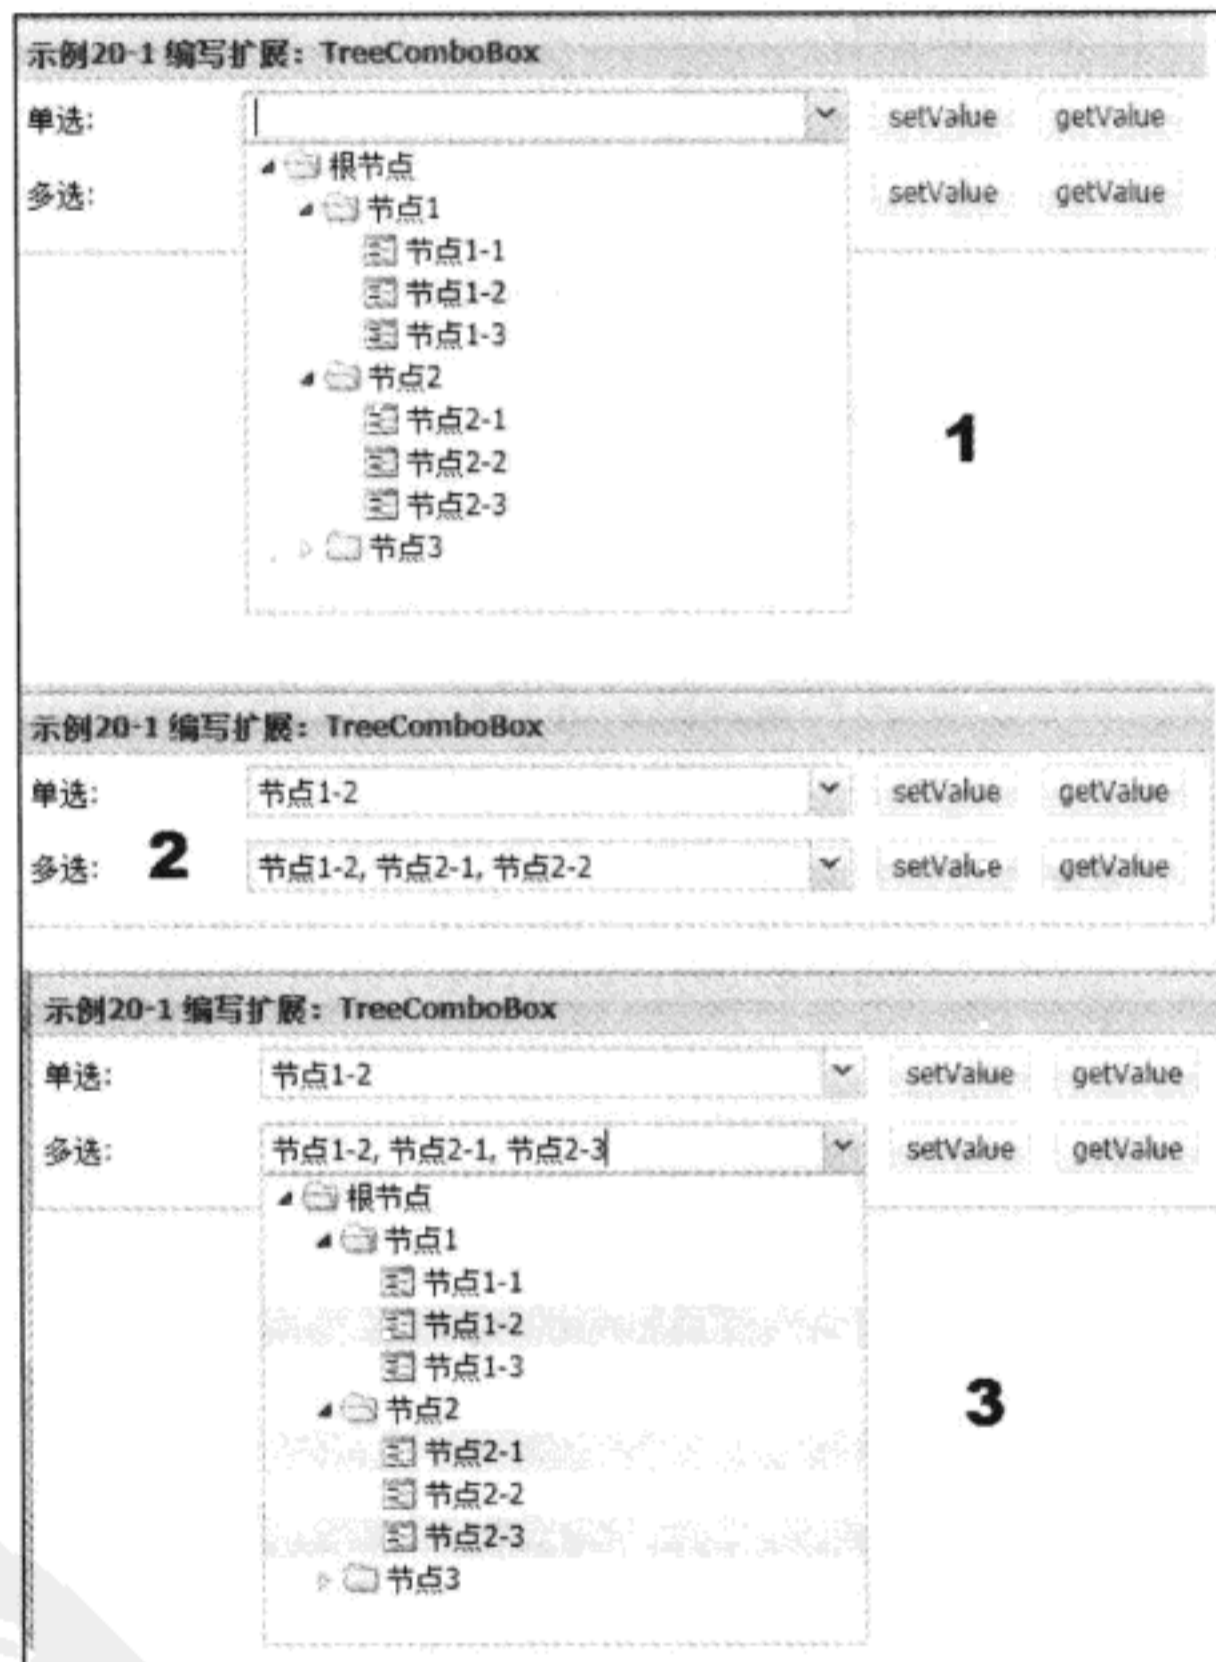 示例20-1 编写扩展：TreeComboBox
单选: setValue getValue
根节点
节点1
多选: setValue getValue
节点1-1
节点1-2
节点1-3
节点2
节点2-1
节点2-2
节点2-3
节点3
1
示例20-1 编写扩展：TreeComboBox
单选: 节点1-2 setValue getValue
多选: 节点1-2, 节点2-1, 节点2-2 setValue getValue
2
示例20-1 编写扩展：TreeComboBox
单选: 节点1-2 setValue getValue
多选: 节点1-2, 节点2-1, 节点2-3 setValue getValue
根节点
节点1
节点1-1
节点1-2
节点1-3
节点2
节点2-1
节点2-2
节点2-3
节点3
3